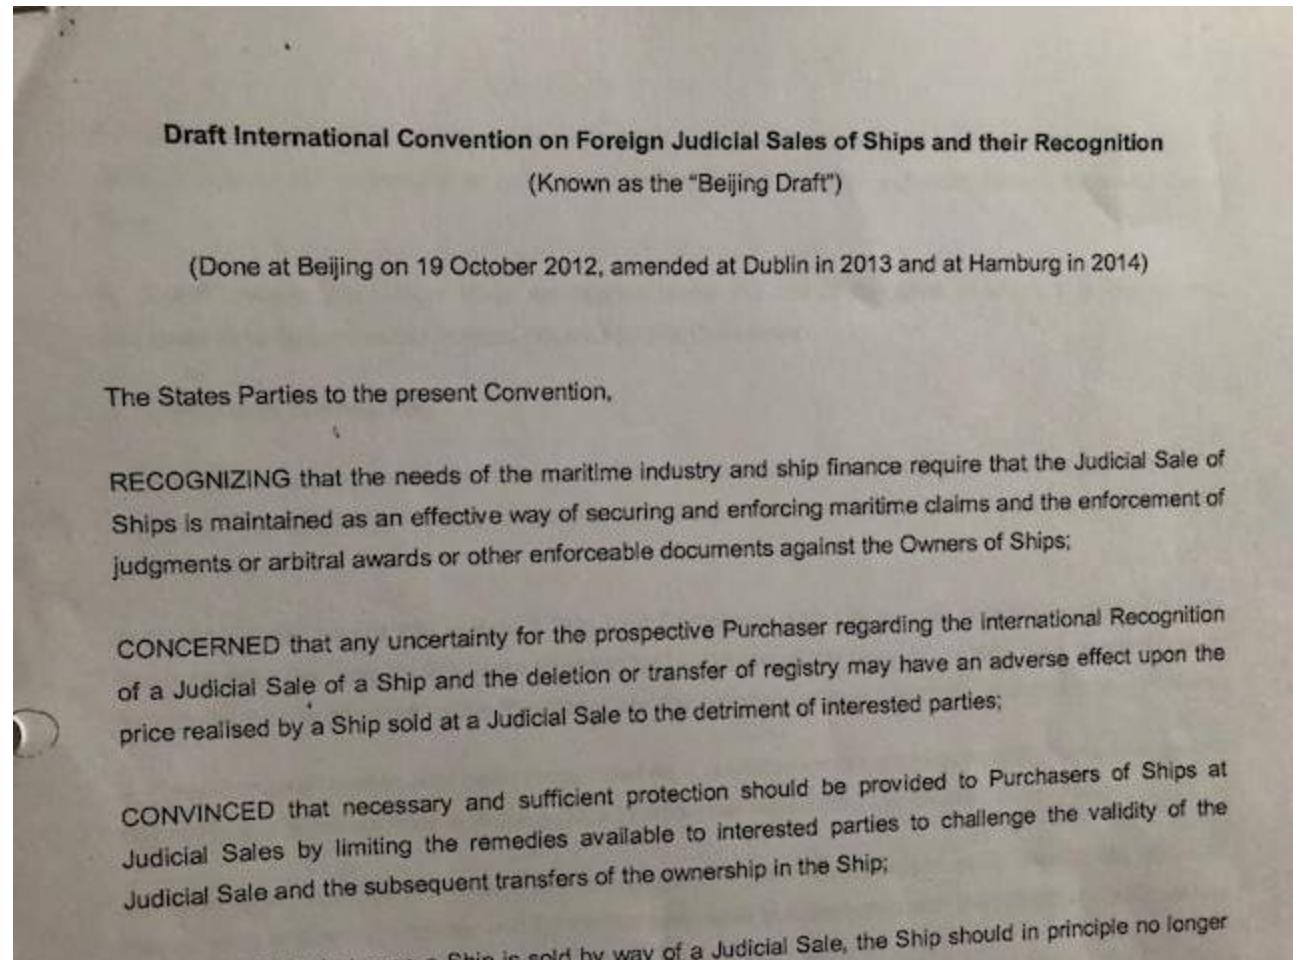 Draft International Convention on Foreign Judicial Sales of Ships and their Recognition
(Known as the “Beijing Draft”)
(Done at Beijing on 19 October 2012, amended at Dublin in 2013 and at Hamburg in 2014)
The States Parties to the present Convention,
RECOGNIZING that the needs of the maritime industry and ship finance require that the Judicial Sale of
Ships is maintained as an effective way of securing and enforcing maritime claims and the enforcement of
judgments or arbitral awards or other enforceable documents against the Owners of Ships;
CONCERNED that any uncertainty for the prospective Purchaser regarding the international Recognition
of a Judicial Sale of a Ship and the deletion or transfer of registry may have an adverse effect upon the
price realised by a Ship sold at a Judicial Sale to the detriment of interested parties;
CONVINCED that necessary and sufficient protection should be provided to Purchasers of Ships at
Judicial Sales by limiting the remedies available to interested parties to challenge the validity of the
Judicial Sale and the subsequent transfers of the ownership in the Ship;
a Ship is sold by way of a Judicial Sale, the Ship should in principle no longer